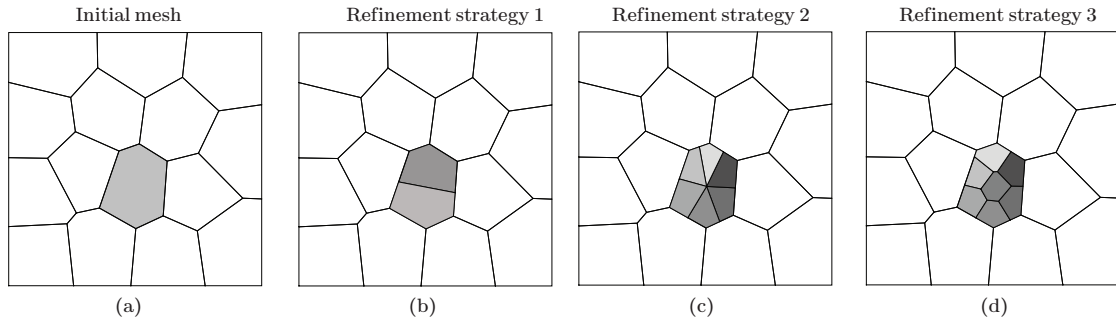 Initial mesh
Refinement strategy 1
Refinement strategy 2
Refinement strategy 3
(a)
(b)
(c)
(d)